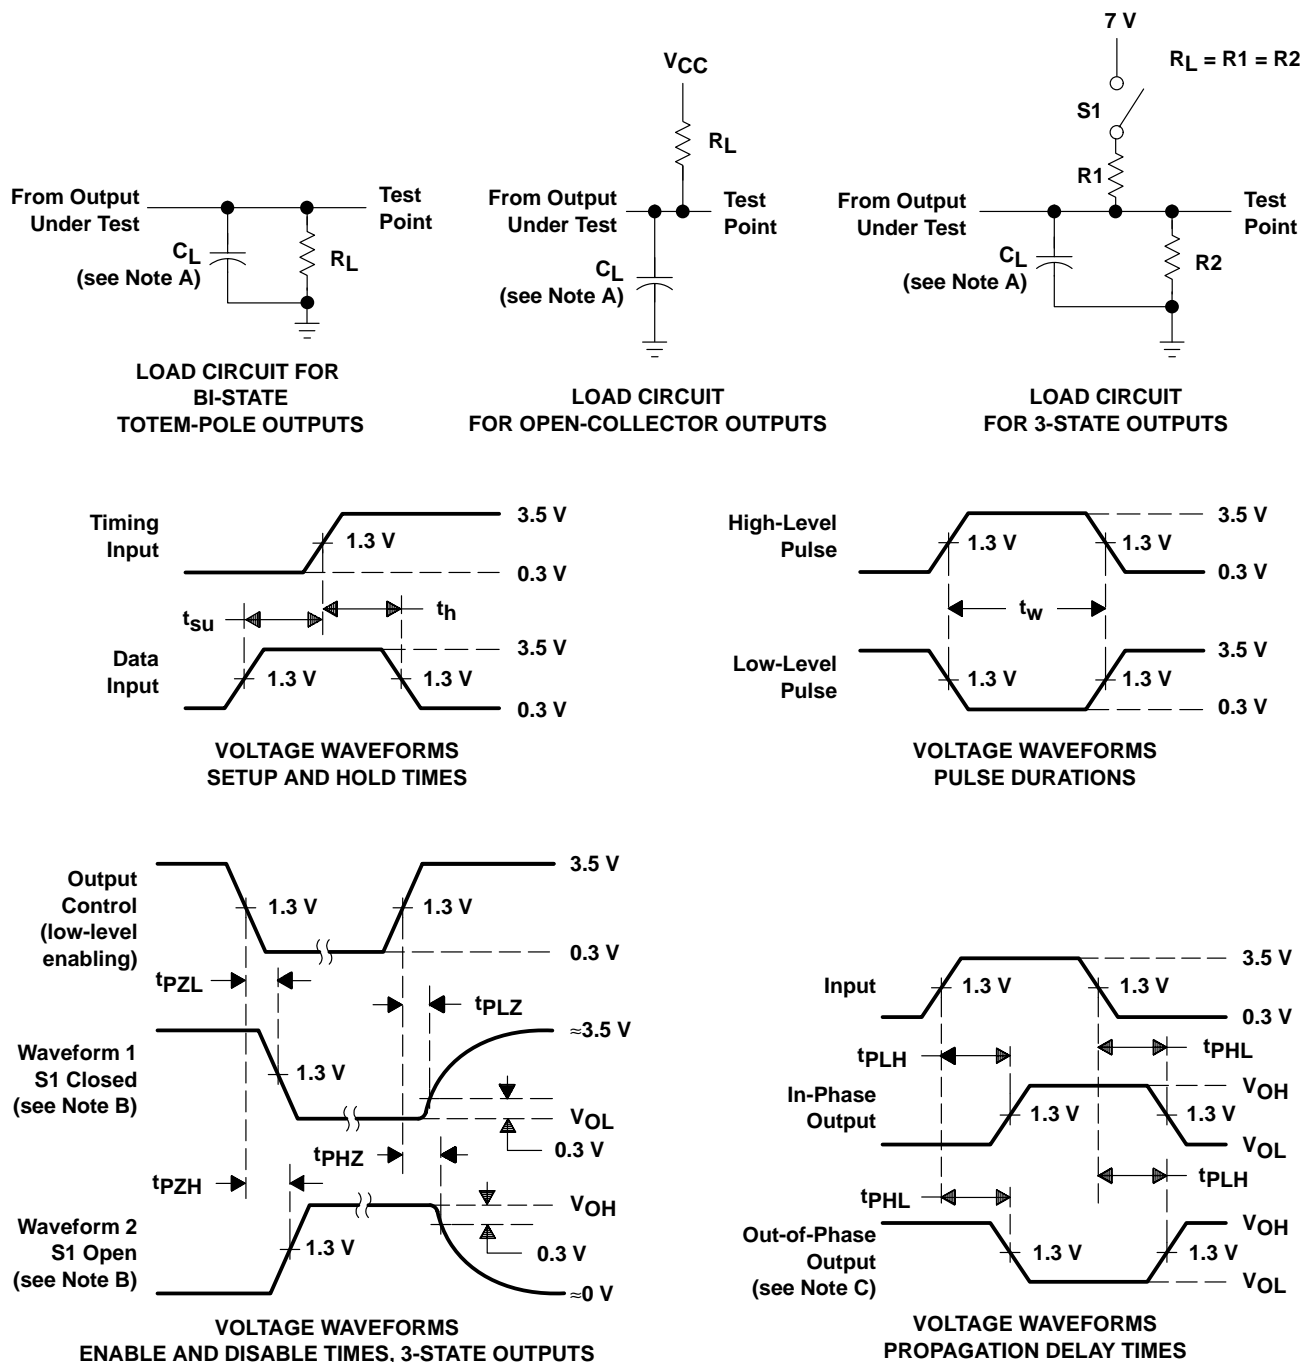 From Output
Under Test
Test
Point
CL
(see Note A)
RL
LOAD CIRCUIT FOR
BI-STATE
TOTEM-POLE OUTPUTS
VCC
RL
From Output
Under Test
Test
Point
CL
(see Note A)
LOAD CIRCUIT
FOR OPEN-COLLECTOR OUTPUTS
7 V
RL = R1 = R2
S1
R1
From Output
Under Test
Test
Point
CL
(see Note A)
R2
LOAD CIRCUIT
FOR 3-STATE OUTPUTS
Timing
Input
3.5 V
1.3 V
0.3 V
tsu
th
Data
Input
3.5 V
1.3 V
1.3 V
0.3 V
VOLTAGE WAVEFORMS
SETUP AND HOLD TIMES
High-Level
Pulse
3.5 V
1.3 V
1.3 V
0.3 V
tw
Low-Level
Pulse
3.5 V
1.3 V
1.3 V
0.3 V
VOLTAGE WAVEFORMS
PULSE DURATIONS
Output
Control
(low-level
enabling)
3.5 V
1.3 V
1.3 V
0.3 V
tPZL
tPLZ
Waveform 1
S1 Closed
(see Note B)
≈3.5 V
1.3 V
VOL
0.3 V
tPHZ
tPZH
Waveform 2
S1 Open
(see Note B)
VOH
1.3 V
0.3 V
≈0 V
VOLTAGE WAVEFORMS
ENABLE AND DISABLE TIMES, 3-STATE OUTPUTS
Input
3.5 V
1.3 V
1.3 V
0.3 V
tPLH
tPHL
In-Phase
Output
VOH
1.3 V
1.3 V
VOL
tPHL
tPLH
Out-of-Phase
Output
(see Note C)
VOH
1.3 V
1.3 V
VOL
VOLTAGE WAVEFORMS
PROPAGATION DELAY TIMES